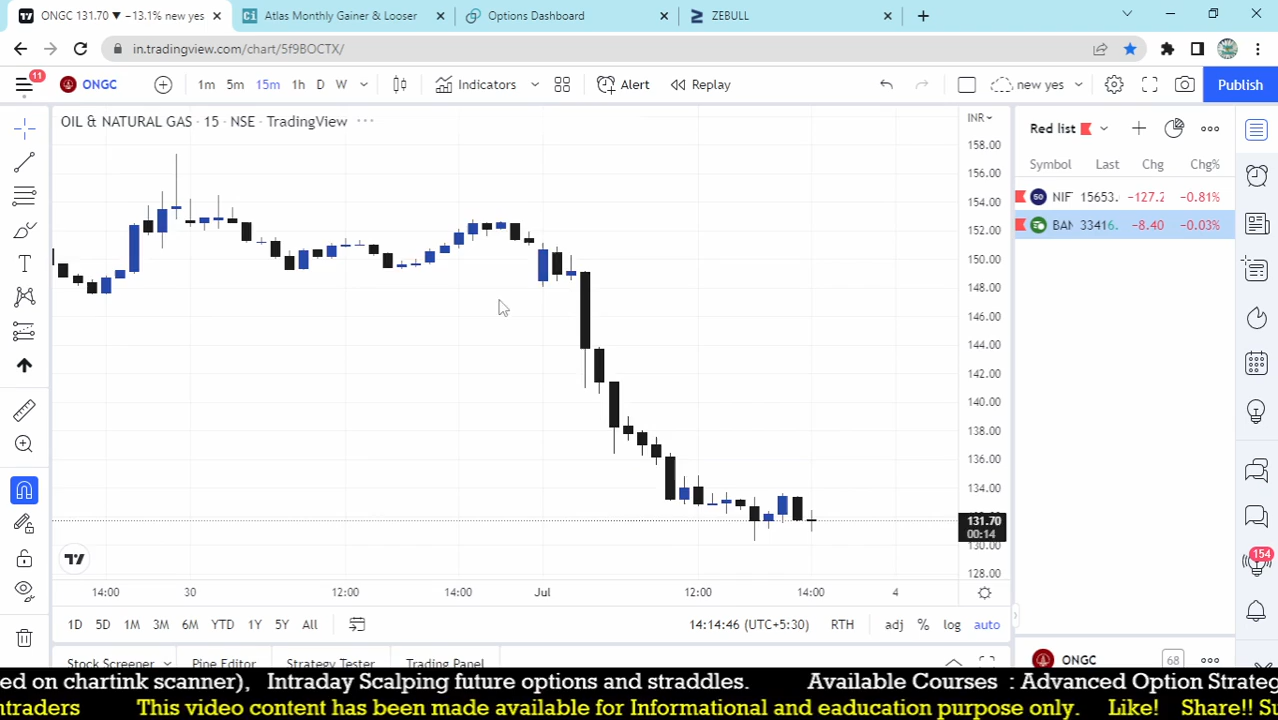 ONGC 131.70 ▼ −13.1% new yes
Atlas Monthly Gainer & Looser
Options Dashboard
ZEBULL
in.tradingview.com/chart/5f9BOCTX/
11
ONGC
1m 5m 15m 1h D W
Indicators
Alert
Replay
new yes
Publish
OIL & NATURAL GAS · 15 · NSE · TradingView
INR
158.00
156.00
154.00
152.00
150.00
148.00
146.00
144.00
142.00
140.00
138.00
136.00
134.00
131.70
00:14
130.00
128.00
Red list
Symbol Last Chg Chg%
50 NIF 15653. −127.2 −0.81%
BAN 33416. −8.40 −0.03%
154
14:00 30 12:00 14:00 Jul 12:00 14:00 4
1D 5D 1M 3M 6M YTD 1Y 5Y All
14:14:46 (UTC+5:30) RTH adj % log auto
Stock Screener Pine Editor Strategy Tester Trading Panel
ONGC 68
ed on chartink scanner), Intraday Scalping future options and straddles. Available Courses : Advanced Option Strateg
ntraders This video content has been made available for Informational and eaducation purpose only. Like! Share!! Su